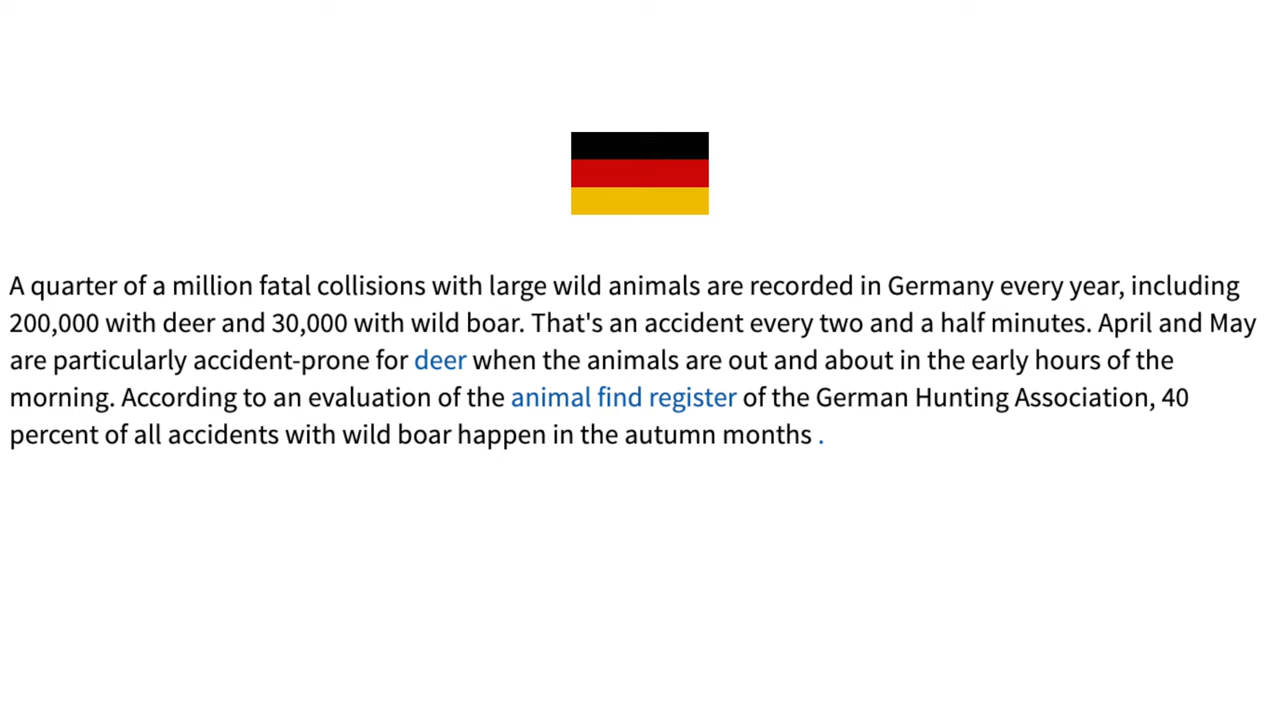 A quarter of a million fatal collisions with large wild animals are recorded in Germany every year, including
200,000 with deer and 30,000 with wild boar. That's an accident every two and a half minutes. April and May
are particularly accident-prone for deer when the animals are out and about in the early hours of the
morning. According to an evaluation of the animal find register of the German Hunting Association, 40
percent of all accidents with wild boar happen in the autumn months .